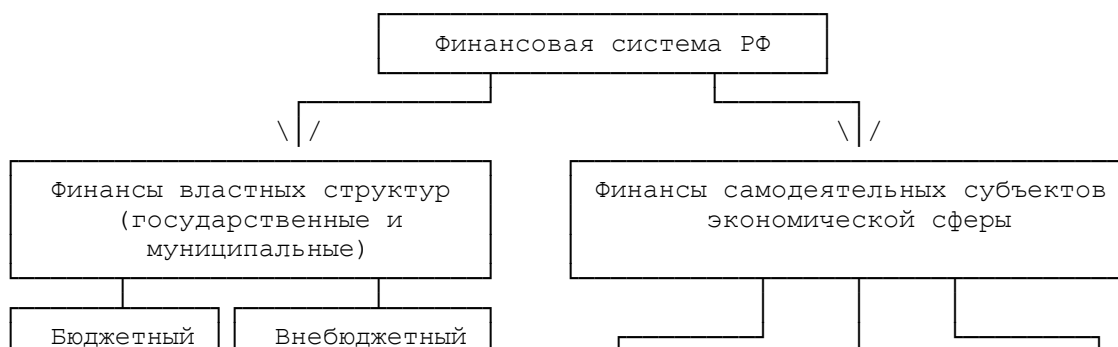 Финансовая система РФ
Финансы властных структур
(государственные и
муниципальные)
Финансы самодеятельных субъектов
экономической сферы
Бюджетный
Внебюджетный